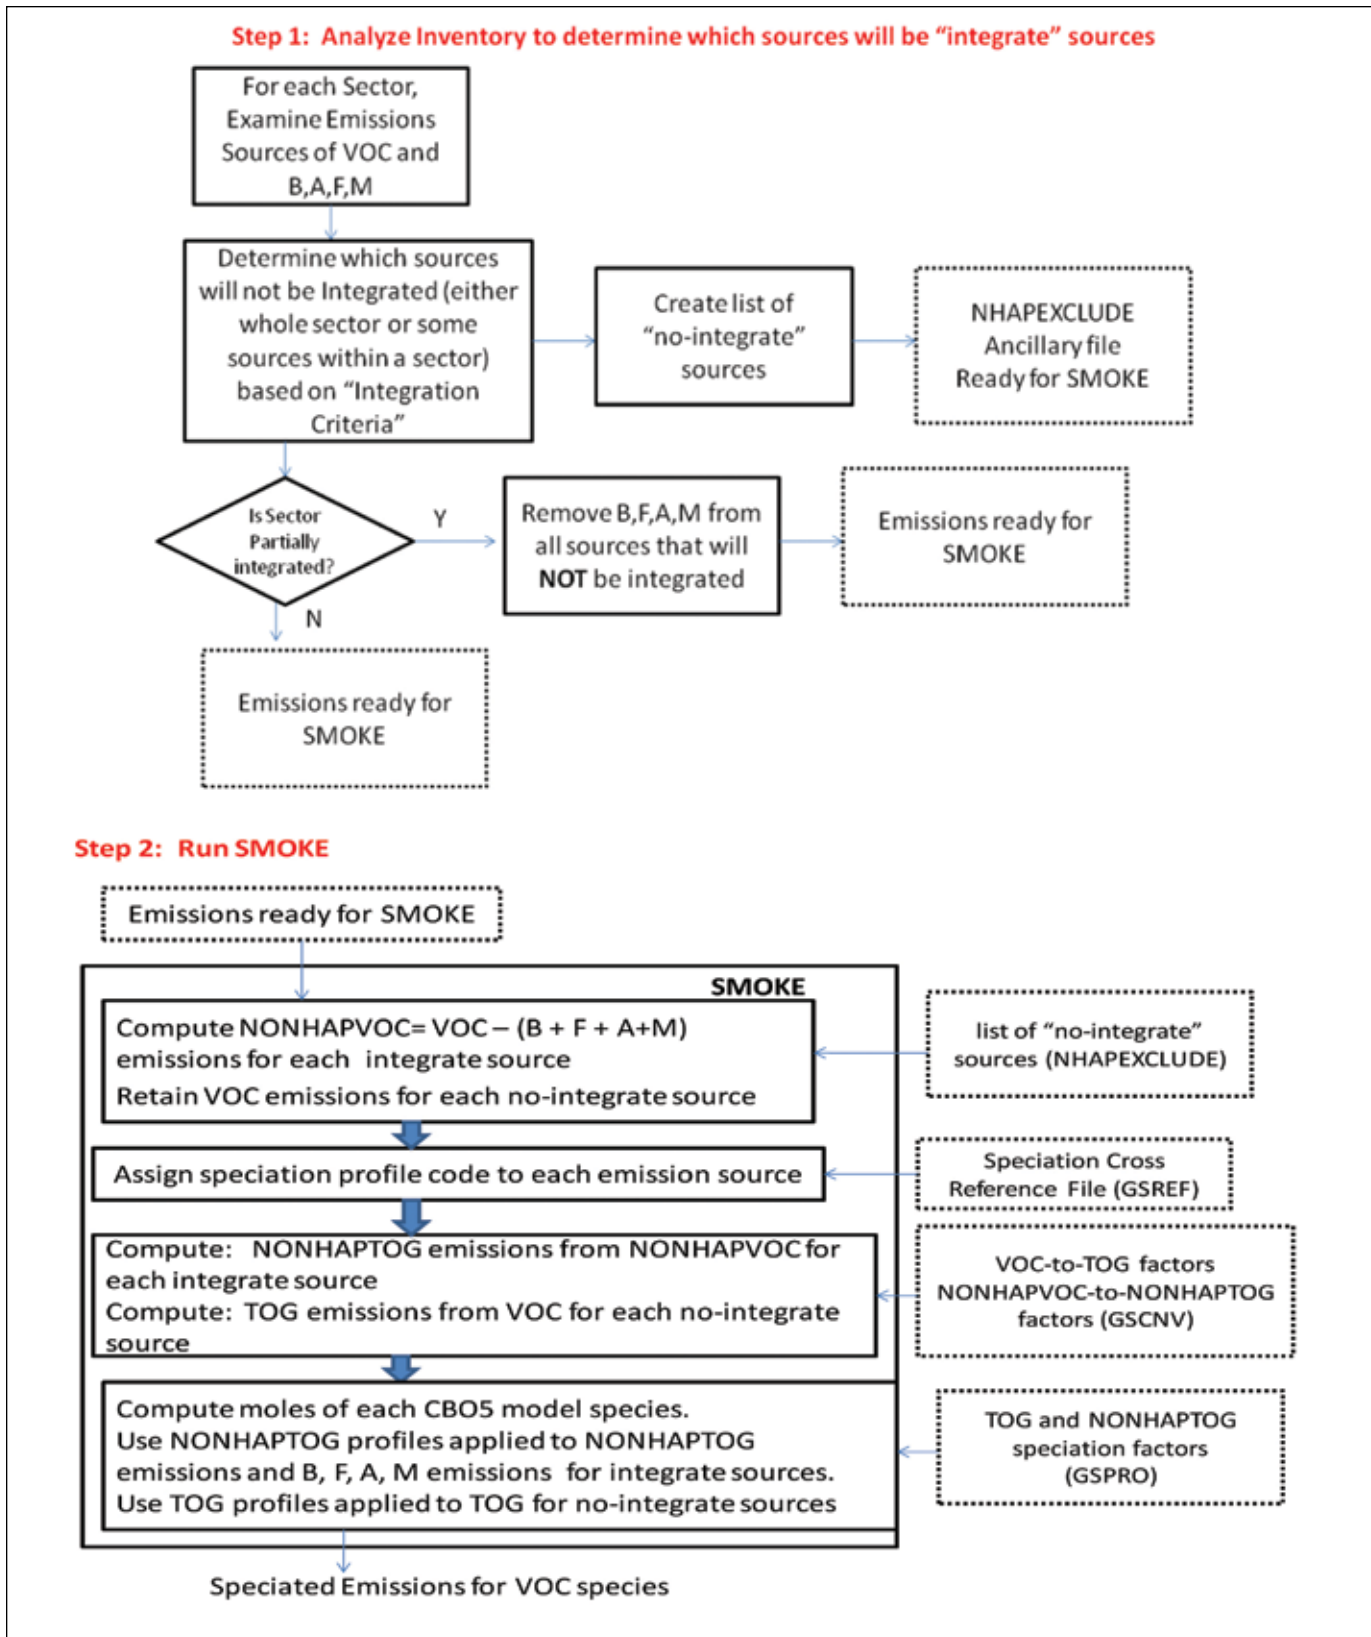 Step 1: Analyze Inventory to determine which sources will be “integrate” sources
For each Sector,
Examine Emissions
Sources of VOC and
B,A,F,M
Determine which sources
will not be Integrated (either
whole sector or some
sources within a sector)
based on “Integration
Criteria”
Create list of
“no-integrate”
sources
NHAPEXCLUDE
Ancillary file
Ready for SMOKE
Is Sector
Partially
integrated?
Y
Remove B,F,A,M from
all sources that will
NOT be integrated
Emissions ready for
SMOKE
N
Emissions ready for
SMOKE
Step 2: Run SMOKE
Emissions ready for SMOKE
SMOKE
Compute NONHAPVOC= VOC – (B + F + A+M)
emissions for each integrate source
Retain VOC emissions for each no-integrate source
list of “no-integrate”
sources (NHAPEXCLUDE)
Assign speciation profile code to each emission source
Speciation Cross
Reference File (GSREF)
Compute: NONHAPTOG emissions from NONHAPVOC for
each integrate source
Compute: TOG emissions from VOC for each no-integrate
source
VOC-to-TOG factors
NONHAPVOC-to-NONHAPTOG
factors (GSCNV)
Compute moles of each CBO5 model species.
Use NONHAPTOG profiles applied to NONHAPTOG
emissions and B, F, A, M emissions for integrate sources.
Use TOG profiles applied to TOG for no-integrate sources
TOG and NONHAPTOG
speciation factors
(GSPRO)
Speciated Emissions for VOC species